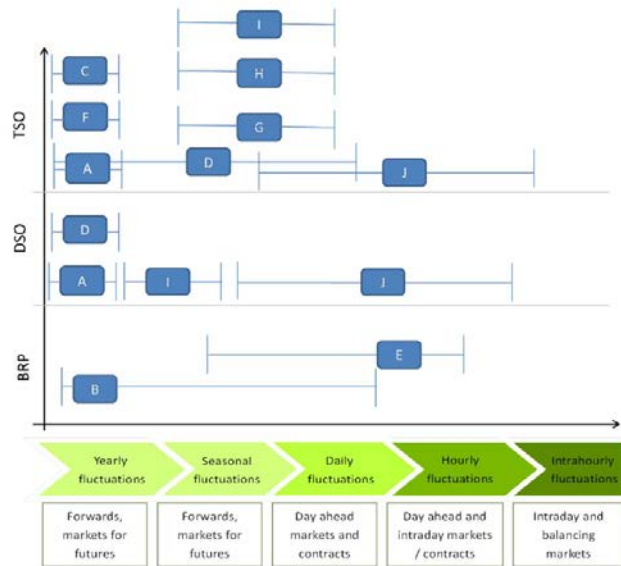 I
C
H
F
G
TSO
D
A
J
D
DSO
A
I
J
E
BRP
B
Yearly
fluctuations
Seasonal
fluctuations
Daily
fluctuations
Hourly
fluctuations
Intrahourly
fluctuations
Forwards,
markets for
futures
Forwards,
markets for
futures
Day ahead
markets and
contracts
Day ahead and
intraday markets
/ contracts
Intraday and
balancing
markets